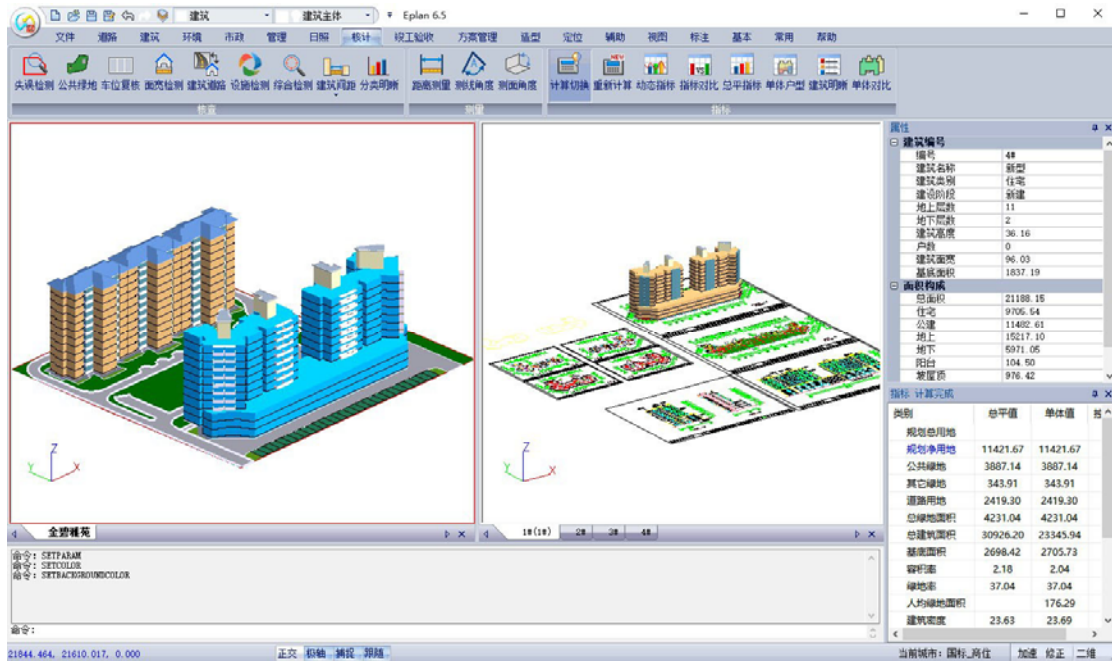 建筑 建筑主体 Eplan 6.5
文件 道路 建筑 环境 市政 管理 日照 核计 竣工验收 方案管理 造型 定位 辅助 视图 标注 基本 常用 帮助
失误检测 公共绿地 车位复核 面宽检测 建筑道路 设施检测 综合检测 建筑间距 分类明晰 距离测量 测线角度 测面角度 计算切换 重新计算 动态指标 指标对比 总平指标 单体户型 建筑明晰 单体对比
核查 测量 指标
属性
建筑编号
编号 4#
建筑名称 新型
建筑类别 住宅
建设阶段 新建
地上层数 11
地下层数 2
建筑高度 36.16
户数 0
建筑面宽 96.03
基底面积 1837.19
面积构成
总面积 21188.15
住宅 9705.54
公建 11482.61
地上 15217.10
地下 5971.05
阳台 104.50
坡屋顶 976.42
指标 计算完成
类别 总平值 单体值
规划总用地
规划净用地 11421.67 11421.67
公共绿地 3887.14 3887.14
其它绿地 343.91 343.91
道路用地 2419.30 2419.30
总绿地面积 4231.04 4231.04
总建筑面积 30926.20 23345.94
基底面积 2698.42 2705.73
容积率 2.18 2.04
绿地率 37.04 37.04
人均绿地面积 176.29
建筑密度 23.63 23.69
Z
Y X
Z
Y X
金碧雅苑
1#(1#) 2# 3# 4#
命令: SETPARAM
命令: SETCOLOR
命令: SETBACKGROUNDCOLOR
命令:
21844.464, 21610.017, 0.000 正交 极轴 捕捉 跟随 当前城市: 国标_商住 加速 修正 二维